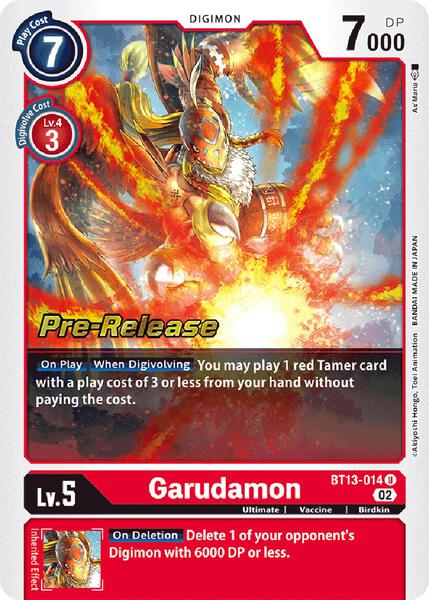 DIGIMON
Play Cost
7
7000
DP
Digivolve Cost
Lv.4
3
As'Maria
Pre-Release
On Play When Digivolving You may play 1 red Tamer card
with a play cost of 3 or less from your hand without
paying the cost.
©Akiyoshi Hongo, Toei Animation BANDAI MADE IN JAPAN
Lv.5
Garudamon
BT13-014 U
02
Ultimate | Vaccine | Birdkin
Inherited Effect
On Deletion Delete 1 of your opponent's
Digimon with 6000 DP or less.